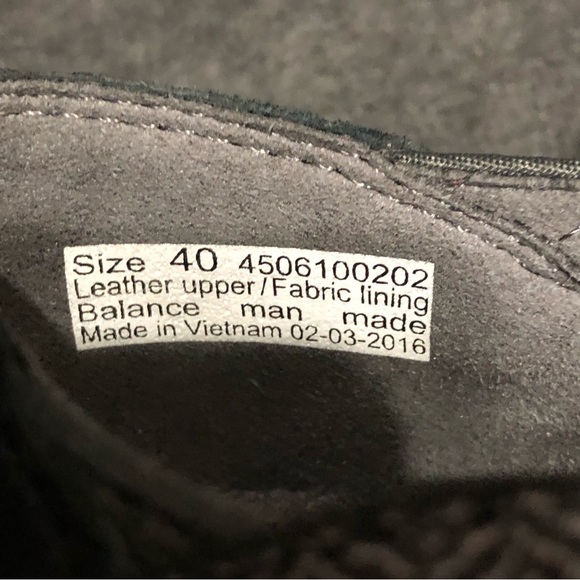 Size 40 4506100202
Leather upper/Fabric lining
Balance man made
Made in Vietnam 02-03-2016